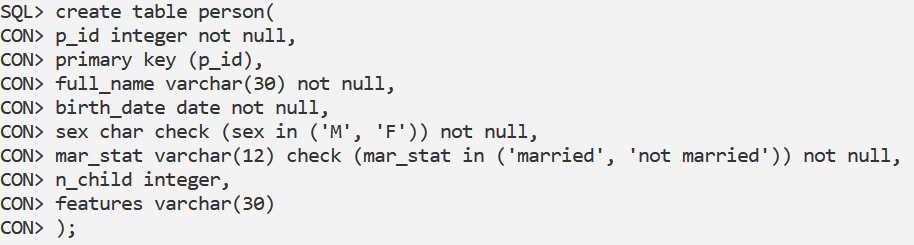 SQL> create table person(
CON> p_id integer not null,
CON> primary key (p_id),
CON> full_name varchar(30) not null,
CON> birth_date date not null,
CON> sex char check (sex in ('M', 'F')) not null,
CON> mar_stat varchar(12) check (mar_stat in ('married', 'not married')) not null,
CON> n_child integer,
CON> features varchar(30)
CON> );